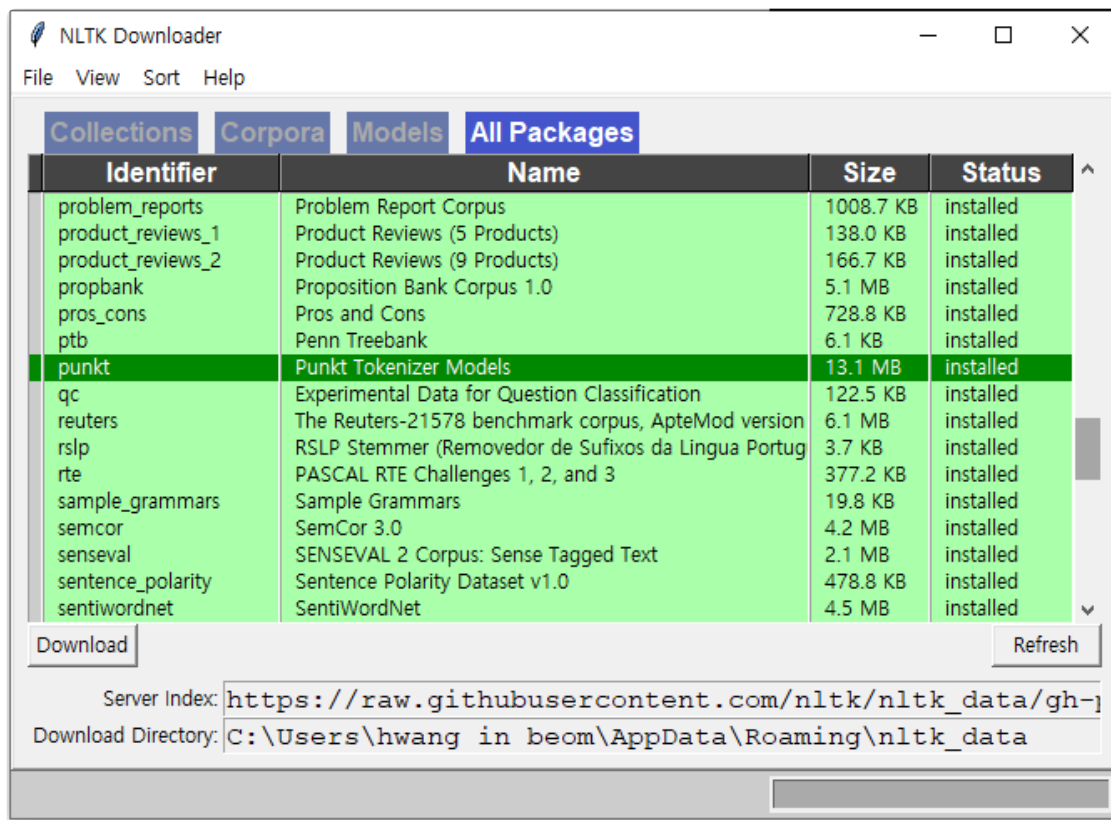 NLTK Downloader
File View Sort Help
Collections Corpora Models All Packages
Identifier Name Size Status
problem_reports Problem Report Corpus 1008.7 KB installed
product_reviews_1 Product Reviews (5 Products) 138.0 KB installed
product_reviews_2 Product Reviews (9 Products) 166.7 KB installed
propbank Proposition Bank Corpus 1.0 5.1 MB installed
pros_cons Pros and Cons 728.8 KB installed
ptb Penn Treebank 6.1 KB installed
punkt Punkt Tokenizer Models 13.1 MB installed
qc Experimental Data for Question Classification 122.5 KB installed
reuters The Reuters-21578 benchmark corpus, ApteMod version 6.1 MB installed
rslp RSLP Stemmer (Removedor de Sufixos da Lingua Portug 3.7 KB installed
rte PASCAL RTE Challenges 1, 2, and 3 377.2 KB installed
sample_grammars Sample Grammars 19.8 KB installed
semcor SemCor 3.0 4.2 MB installed
senseval SENSEVAL 2 Corpus: Sense Tagged Text 2.1 MB installed
sentence_polarity Sentence Polarity Dataset v1.0 478.8 KB installed
sentiwordnet SentiWordNet 4.5 MB installed
Download Refresh
Server Index: https://raw.githubusercontent.com/nltk/nltk_data/gh-p
Download Directory: C:\Users\hwang in beom\AppData\Roaming\nltk_data